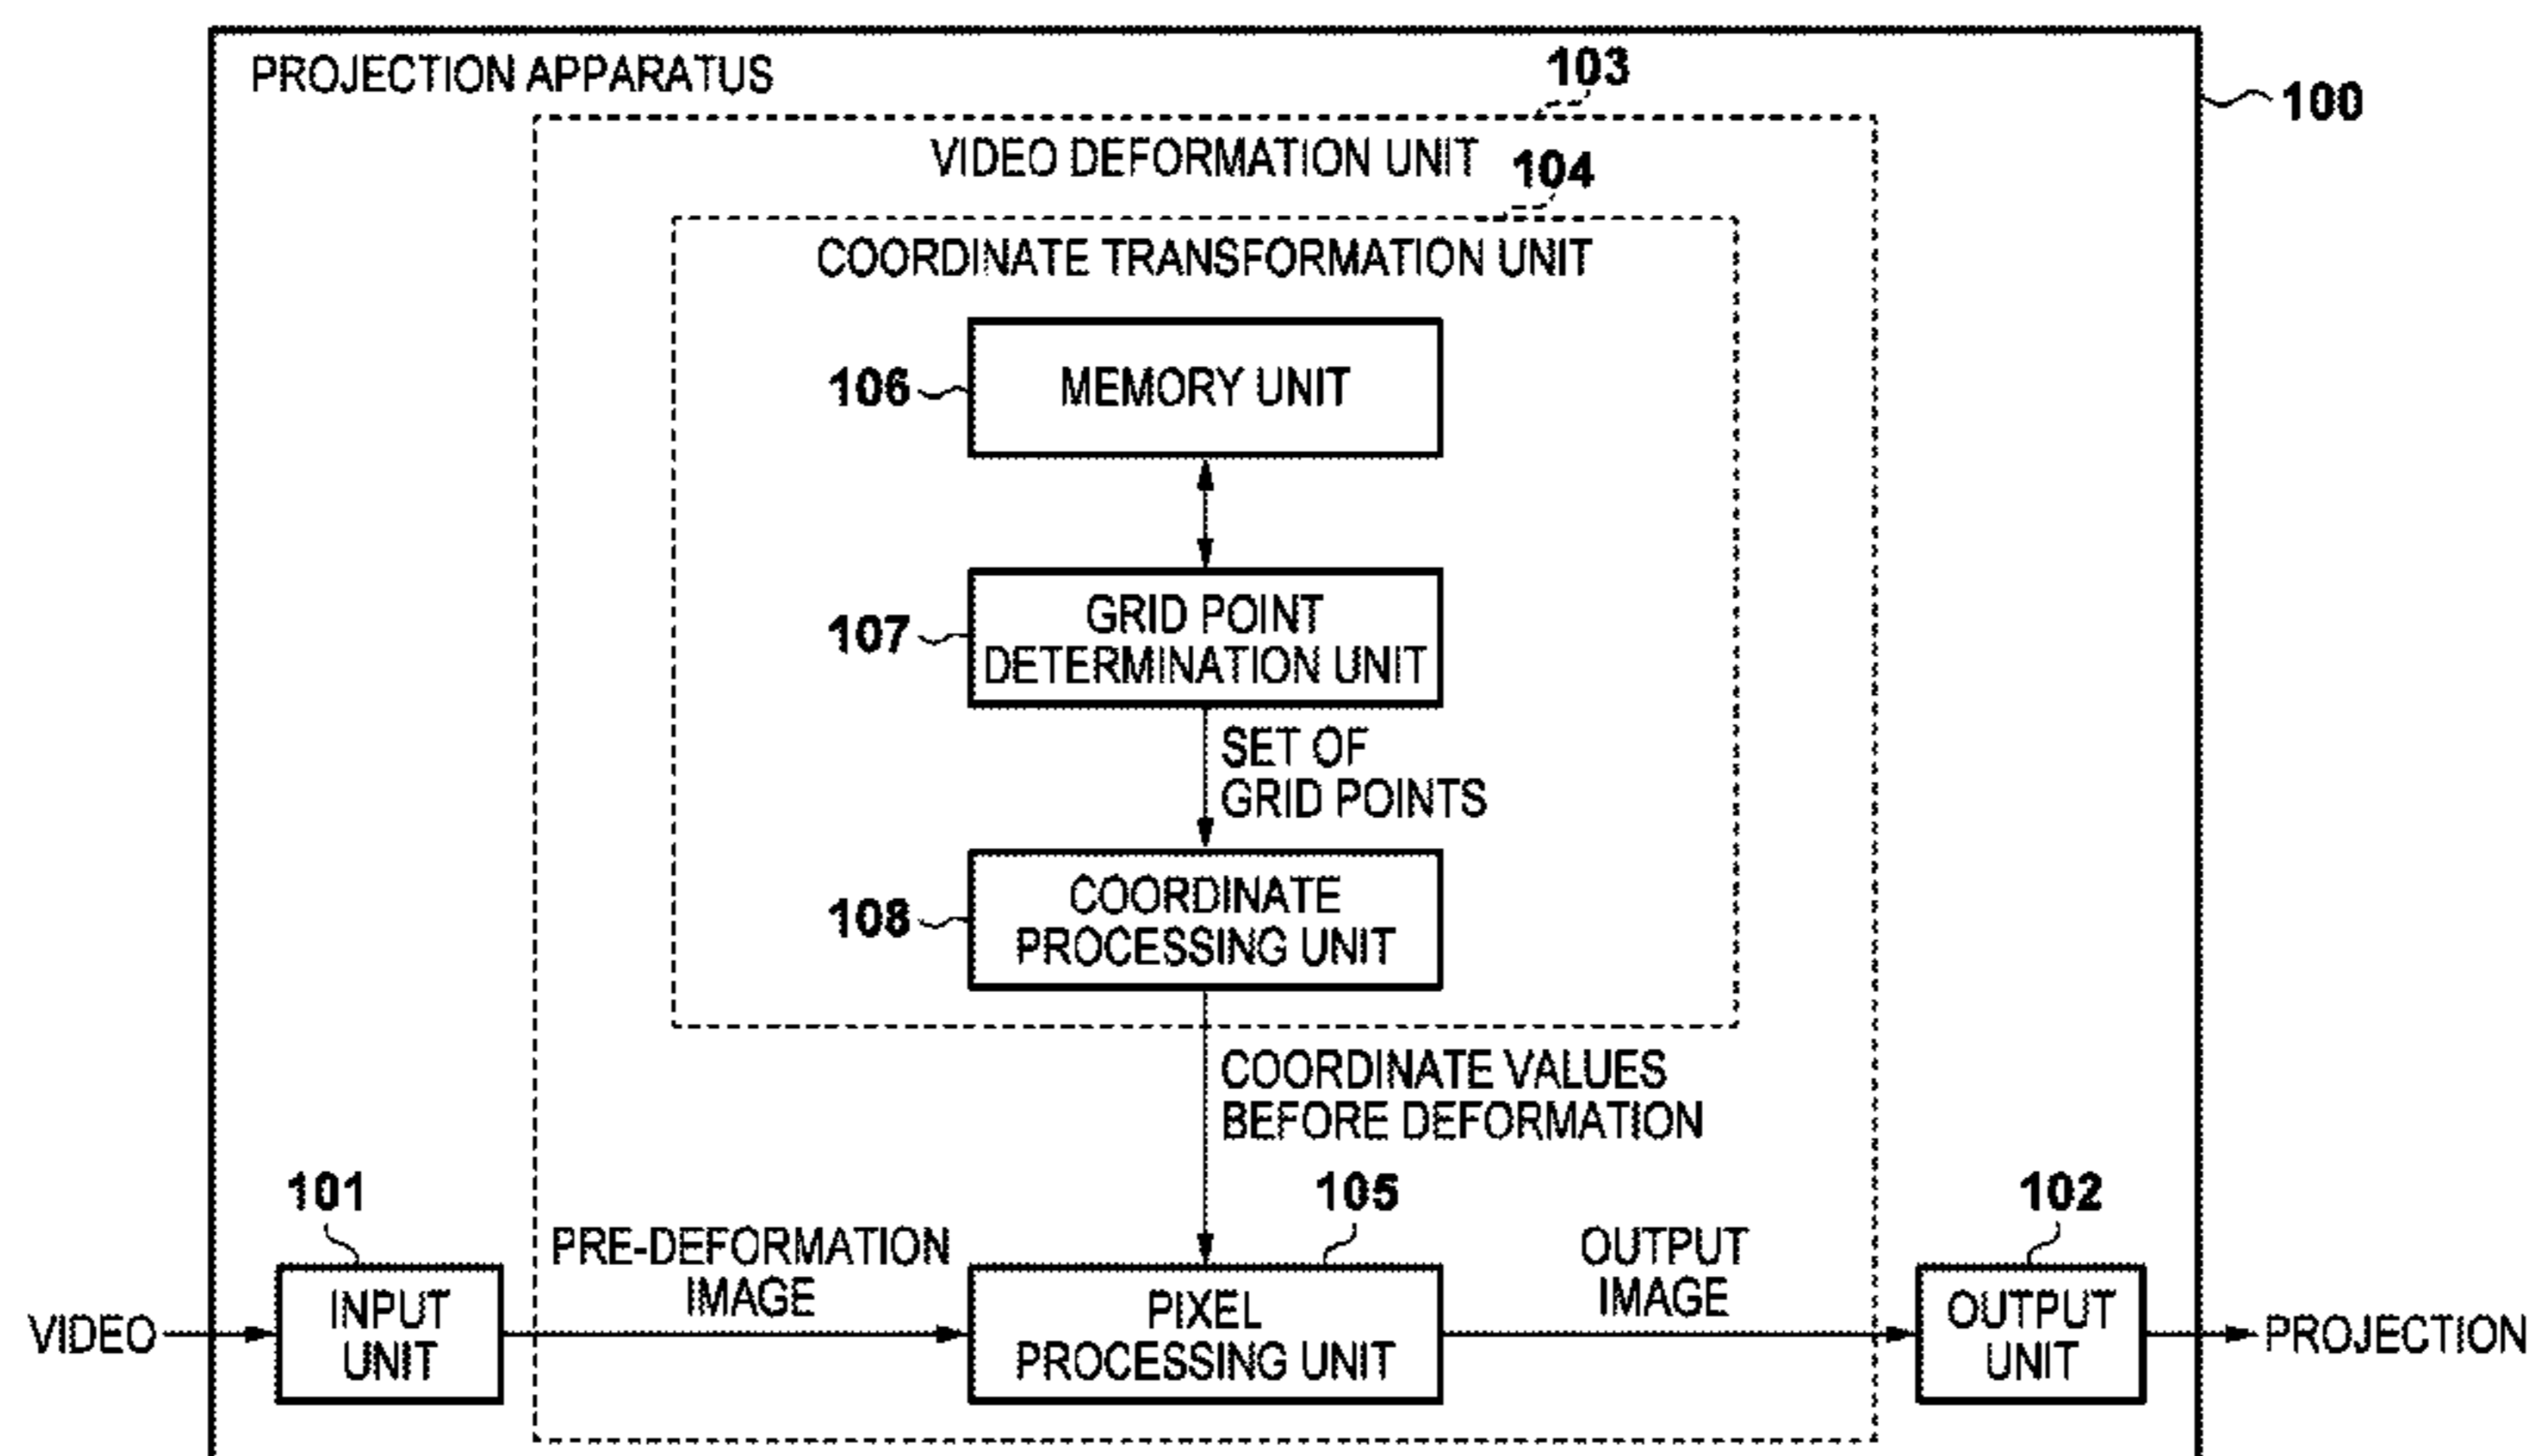 PROJECTION APPARATUS
103
100
VIDEO DEFORMATION UNIT
104
COORDINATE TRANSFORMATION UNIT
106
MEMORY UNIT
107
GRID POINT
DETERMINATION UNIT
SET OF
GRID POINTS
108
COORDINATE
PROCESSING UNIT
COORDINATE VALUES
BEFORE DEFORMATION
101
105
102
PRE-DEFORMATION
IMAGE
OUTPUT
IMAGE
VIDEO
INPUT
UNIT
PIXEL
PROCESSING UNIT
OUTPUT
UNIT
PROJECTION